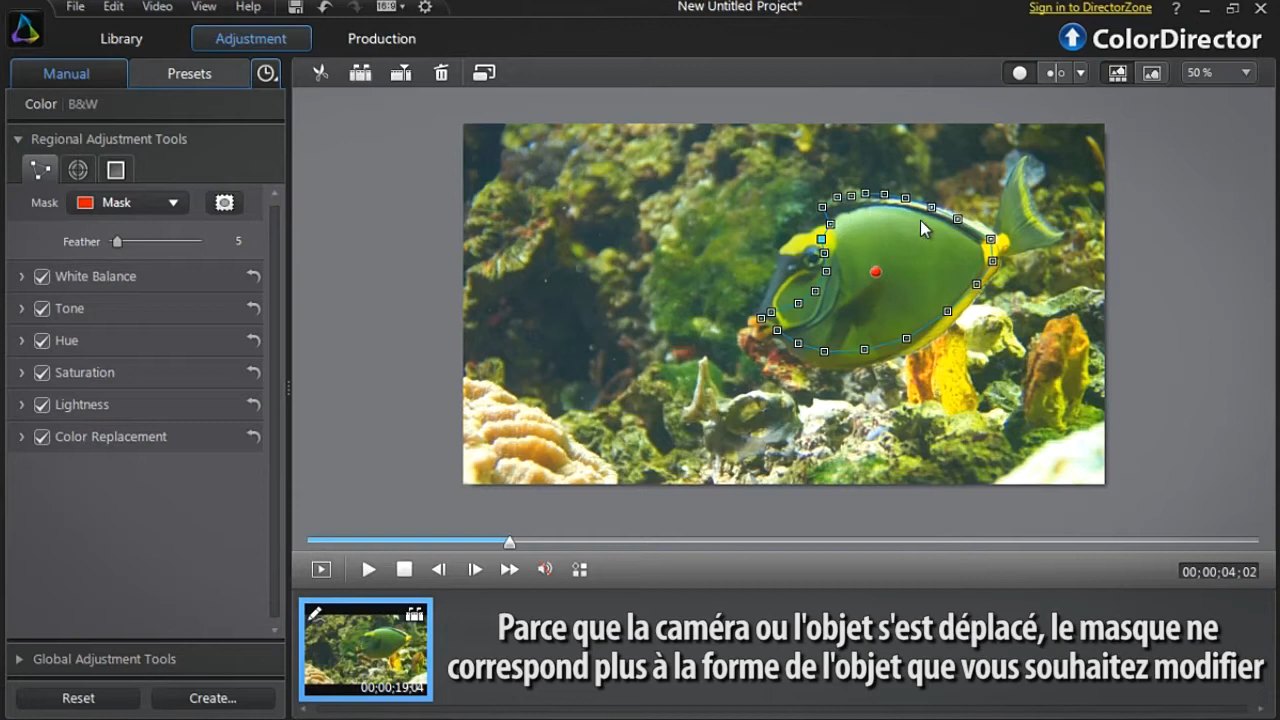 File Edit Video View Help
16:9
New Untitled Project*
Sign in to DirectorZone
?
Library Adjustment Production
ColorDirector
Manual Presets
50 %
Color | B&W
Regional Adjustment Tools
Mask Mask
Feather 5
White Balance
Tone
Hue
Saturation
Lightness
Color Replacement
00;00;04;02
Global Adjustment Tools
Reset Create...
00;00;19;04
Parce que la caméra ou l'objet s'est déplacé, le masque ne
correspond plus à la forme de l'objet que vous souhaitez modifier